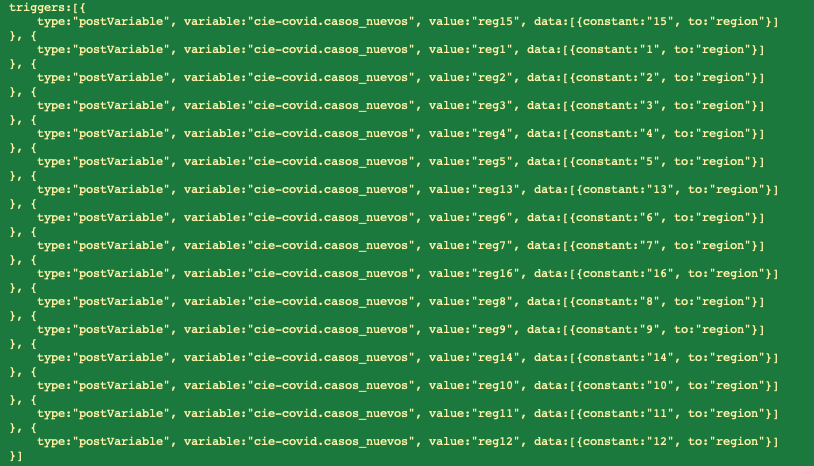 triggers:[{
type:"postVariable", variable:"cie-covid.casos_nuevos", value:"reg15", data:[{constant:"15", to:"region"}]
}, {
type:"postVariable", variable:"cie-covid.casos_nuevos", value:"reg1", data:[{constant:"1", to:"region"}]
}, {
type:"postVariable", variable:"cie-covid.casos_nuevos", value:"reg2", data:[{constant:"2", to:"region"}]
}, {
type:"postVariable", variable:"cie-covid.casos_nuevos", value:"reg3", data:[{constant:"3", to:"region"}]
}, {
type:"postVariable", variable:"cie-covid.casos_nuevos", value:"reg4", data:[{constant:"4", to:"region"}]
}, {
type:"postVariable", variable:"cie-covid.casos_nuevos", value:"reg5", data:[{constant:"5", to:"region"}]
}, {
type:"postVariable", variable:"cie-covid.casos_nuevos", value:"reg13", data:[{constant:"13", to:"region"}]
}, {
type:"postVariable", variable:"cie-covid.casos_nuevos", value:"reg6", data:[{constant:"6", to:"region"}]
}, {
type:"postVariable", variable:"cie-covid.casos_nuevos", value:"reg7", data:[{constant:"7", to:"region"}]
}, {
type:"postVariable", variable:"cie-covid.casos_nuevos", value:"reg16", data:[{constant:"16", to:"region"}]
}, {
type:"postVariable", variable:"cie-covid.casos_nuevos", value:"reg8", data:[{constant:"8", to:"region"}]
}, {
type:"postVariable", variable:"cie-covid.casos_nuevos", value:"reg9", data:[{constant:"9", to:"region"}]
}, {
type:"postVariable", variable:"cie-covid.casos_nuevos", value:"reg14", data:[{constant:"14", to:"region"}]
}, {
type:"postVariable", variable:"cie-covid.casos_nuevos", value:"reg10", data:[{constant:"10", to:"region"}]
}, {
type:"postVariable", variable:"cie-covid.casos_nuevos", value:"reg11", data:[{constant:"11", to:"region"}]
}, {
type:"postVariable", variable:"cie-covid.casos_nuevos", value:"reg12", data:[{constant:"12", to:"region"}]
}]